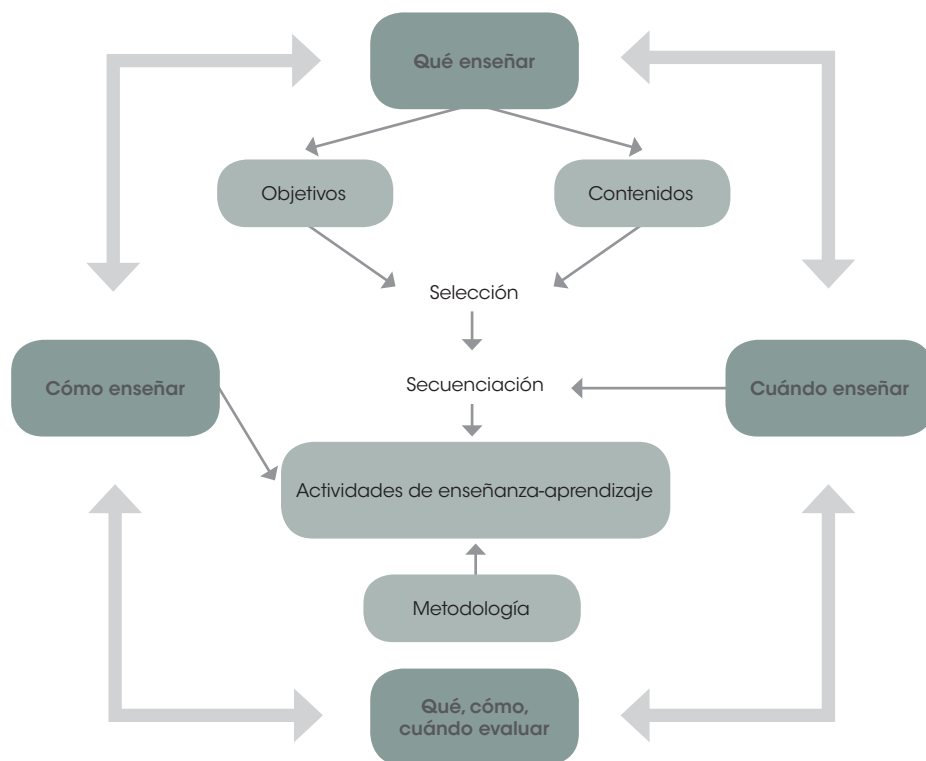 Qué enseñar
Objetivos
Contenidos
Selección
Cómo enseñar
Secuenciación
Cuándo enseñar
Actividades de enseñanza-aprendizaje
Metodología
Qué, cómo,
cuándo evaluar